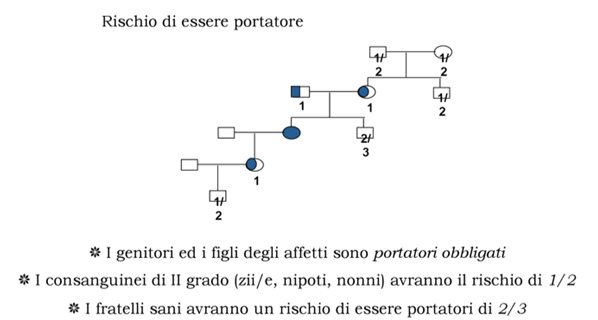 Rischio di essere portatore
1/2 1/2
1 1 1/2
2/3
1
1/2
✵ I genitori ed i figli degli affetti sono portatori obbligati
✵ I consanguinei di II grado (zii/e, nipoti, nonni) avranno il rischio di 1/2
✵ I fratelli sani avranno un rischio di essere portatori di 2/3